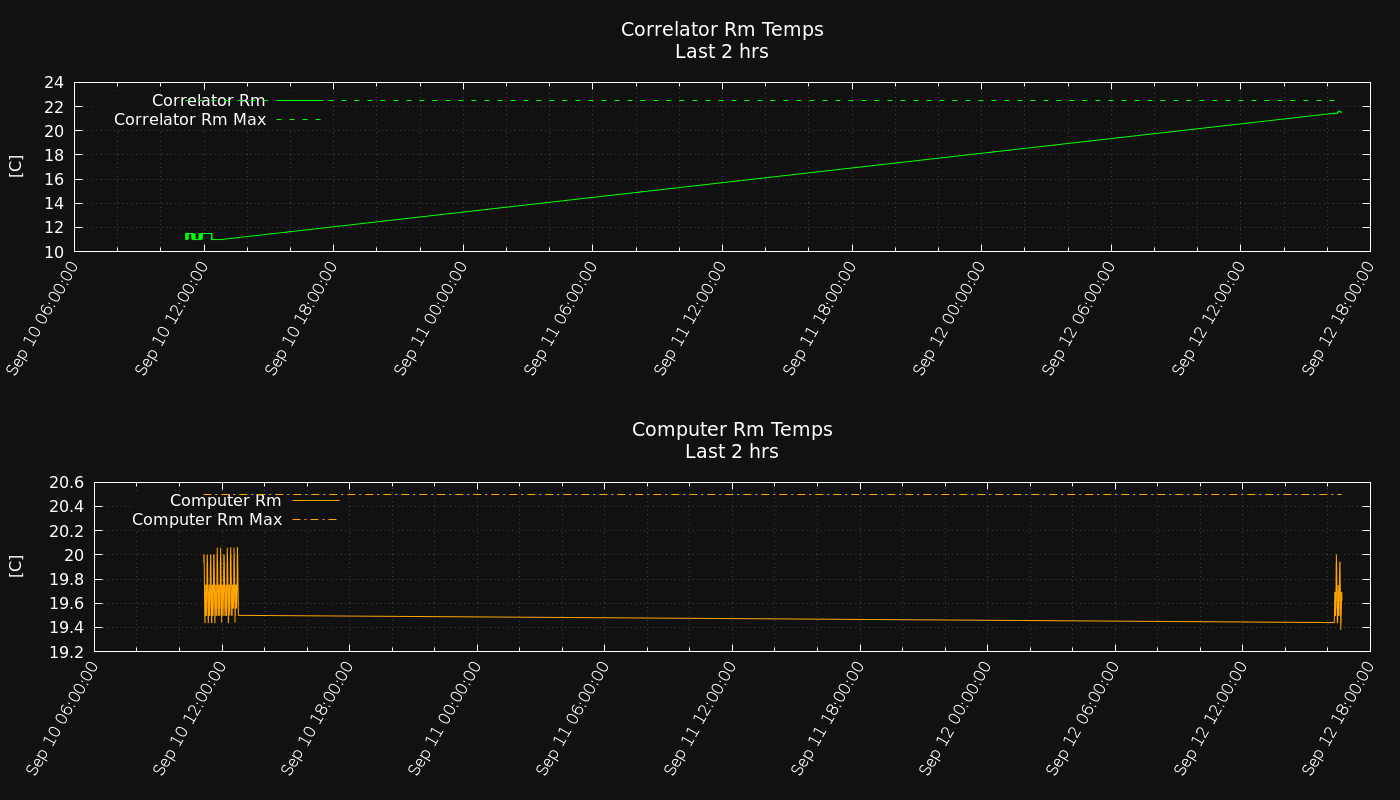 Correlator Rm Temps
Last 2 hrs
24
22
20
18
16
14
12
10
[C]
Correlator Rm
Correlator Rm Max
Sep 10 06:00:00
Sep 10 12:00:00
Sep 10 18:00:00
Sep 11 00:00:00
Sep 11 06:00:00
Sep 11 12:00:00
Sep 11 18:00:00
Sep 12 00:00:00
Sep 12 06:00:00
Sep 12 12:00:00
Sep 12 18:00:00
Computer Rm Temps
Last 2 hrs
20.6
20.4
20.2
20
19.8
19.6
19.4
19.2
[C]
Computer Rm
Computer Rm Max
Sep 10 06:00:00
Sep 10 12:00:00
Sep 10 18:00:00
Sep 11 00:00:00
Sep 11 06:00:00
Sep 11 12:00:00
Sep 11 18:00:00
Sep 12 00:00:00
Sep 12 06:00:00
Sep 12 12:00:00
Sep 12 18:00:00